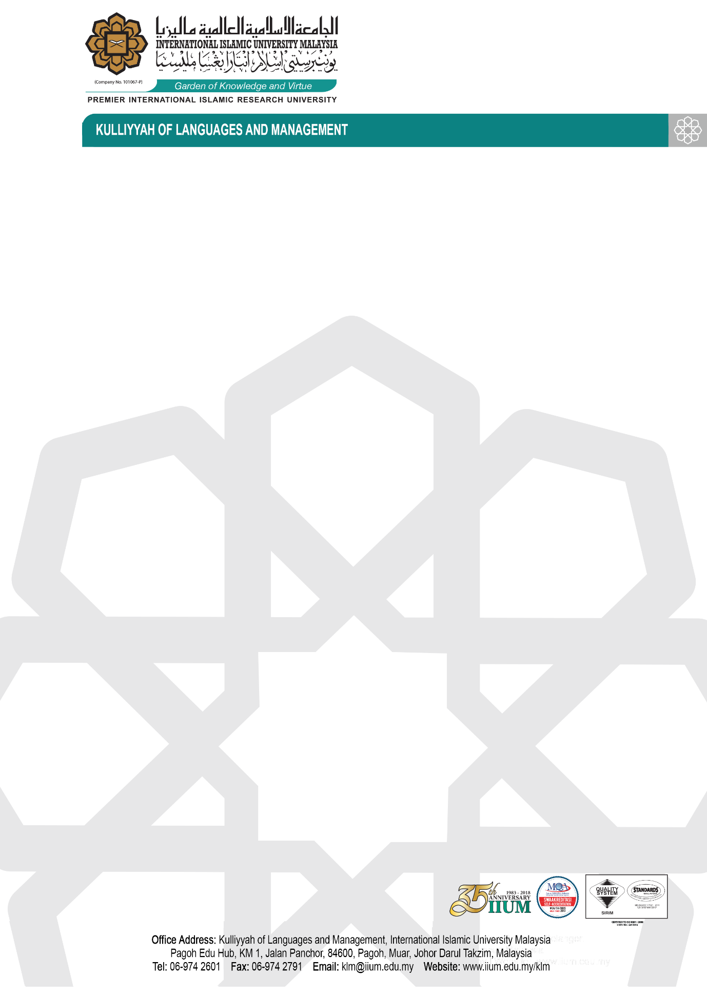 الجامعة الإسلامية العالمية ماليزيا
INTERNATIONAL ISLAMIC UNIVERSITY MALAYSIA
يونيۏرسيتي اسلام انتارابڠسا مليسيا
(Company No. 101067-P)
Garden of Knowledge and Virtue
PREMIER INTERNATIONAL ISLAMIC RESEARCH UNIVERSITY
KULLIYYAH OF LANGUAGES AND MANAGEMENT
35th
1983 - 2018
ANNIVERSARY
IIUM
MQA
SWAAKREDITASI
SELF-ACCREDITATION
QUALITY
SYSTEM
SIRIM
STANDARDS
MALAYSIA
CERTIFIED TO ISO 9001 : 2008
Office Address: Kulliyyah of Languages and Management, International Islamic University Malaysia
Pagoh Edu Hub, KM 1, Jalan Panchor, 84600, Pagoh, Muar, Johor Darul Takzim, Malaysia
Tel: 06-974 2601 Fax: 06-974 2791 Email: klm@iium.edu.my Website: www.iium.edu.my/klm